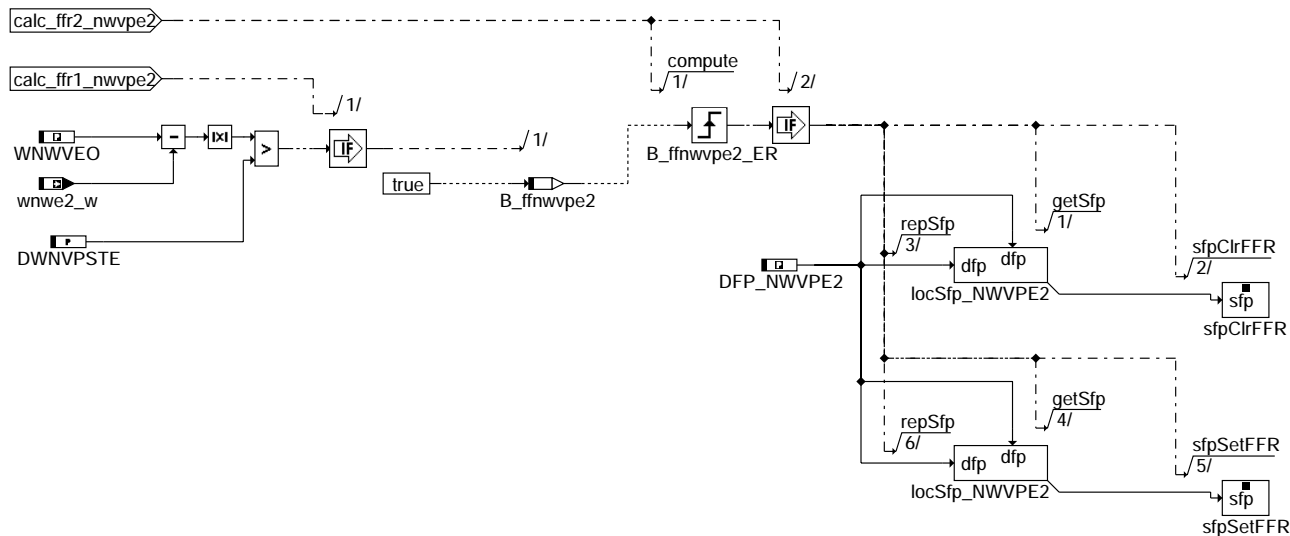 calc_ffr2_nwvpe2
compute
1/
2/
calc_ffr1_nwvpe2
1/
WNWVEO
|X|
>
IF
1/
B_ffnwvpe2_ER
IF
wnwe2_w
true
B_ffnwvpe2
DWNVPSTE
P
getSfp
1/
repSfp
3/
sfpClrFFR
2/
DFP_NWVPE2
dfp
dfp
locSfp_NWVPE2
sfp
sfpClrFFR
getSfp
4/
repSfp
6/
sfpSetFFR
5/
dfp
dfp
locSfp_NWVPE2
sfp
sfpSetFFR